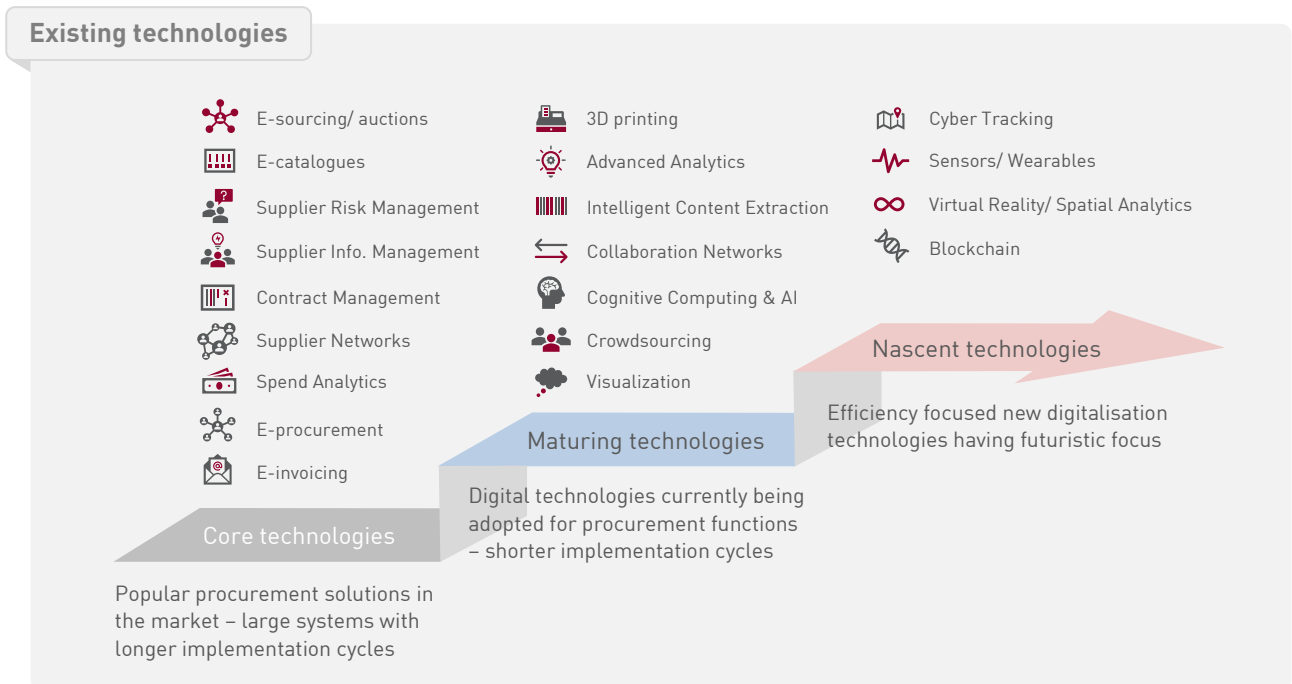 Existing technologies
E-sourcing/ auctions
E-catalogues
Supplier Risk Management
Supplier Info. Management
Contract Management
Supplier Networks
Spend Analytics
E-procurement
E-invoicing
Core technologies
Popular procurement solutions in
the market – large systems with
longer implementation cycles
3D printing
Advanced Analytics
Intelligent Content Extraction
Collaboration Networks
Cognitive Computing & AI
Crowdsourcing
Visualization
Maturing technologies
Digital technologies currently being
adopted for procurement functions
– shorter implementation cycles
Cyber Tracking
Sensors/ Wearables
Virtual Reality/ Spatial Analytics
Blockchain
Nascent technologies
Efficiency focused new digitalisation
technologies having futuristic focus